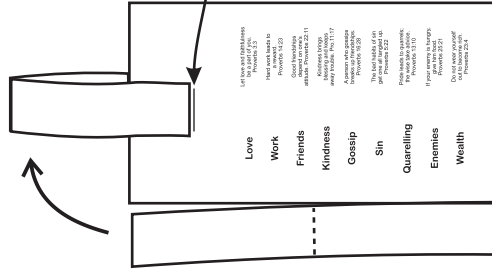 Let love and faithfulness
be a part of you.
Proverbs 3:3
Love
Hard work leads to
a reward.
Proverbs 14:23
Work
Good friendships
depend on one's
attitude. Proverbs 22:11
Friends
Kindness brings
blessing and keeps
away trouble. Pro.11:17
Kindness
A person who gossips
breaks up friendships.
Proverbs 16:28
Gossip
The bad habits of sin
get one all tangled up.
Proverbs 5:22
Sin
Pride leads to quarrels;
the wise take advice.
Proverbs 13:10
Quarelling
If your enemy is hungry,
give him food.
Proverbs 25:21
Enemies
Do not wear yourself
out to become rich.
Proverbs 23:4
Wealth